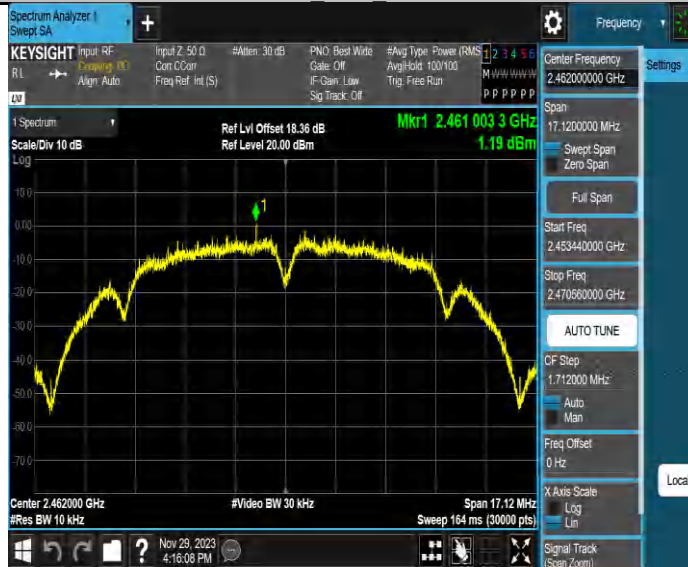 Spectrum Analyzer 1
Swept SA
+
Frequency
KEYSIGHT
Input: RF
Coupling: DC
Align: Auto
Input Z: 50 Ω
Corr CCorr
Freq Ref: Int (S)
#Atten: 30 dB
PNO: Best Wide
Gate: Off
IF Gain: Low
Sig Track: Off
#Avg Type: Power (RMS
Avg|Hold: 100/100
Trig: Free Run
1 2 3 4 5 6
M W W W W W
P P P P P P
R L
LXI
1 Spectrum
Scale/Div 10 dB
Log
Ref Lvl Offset 18.36 dB
Ref Level 20.00 dBm
Mkr1 2.461 003 3 GHz
1.19 dBm
1
10.0
0.00
-10.0
-20.0
-30.0
-40.0
-50.0
-60.0
-70.0
Center 2.462000 GHz
#Res BW 10 kHz
#Video BW 30 kHz
Span 17.12 MHz
Sweep 164 ms (30000 pts)
Center Frequency
2.462000000 GHz
Settings
Span
17.1200000 MHz
Swept Span
Zero Span
Full Span
Start Freq
2.453440000 GHz
Stop Freq
2.470560000 GHz
AUTO TUNE
CF Step
1.712000 MHz
Auto
Man
Freq Offset
0 Hz
X Axis Scale
Log
Lin
Loca
Signal Track
(Span Zoom)
?
Nov 29, 2023
4:16:08 PM